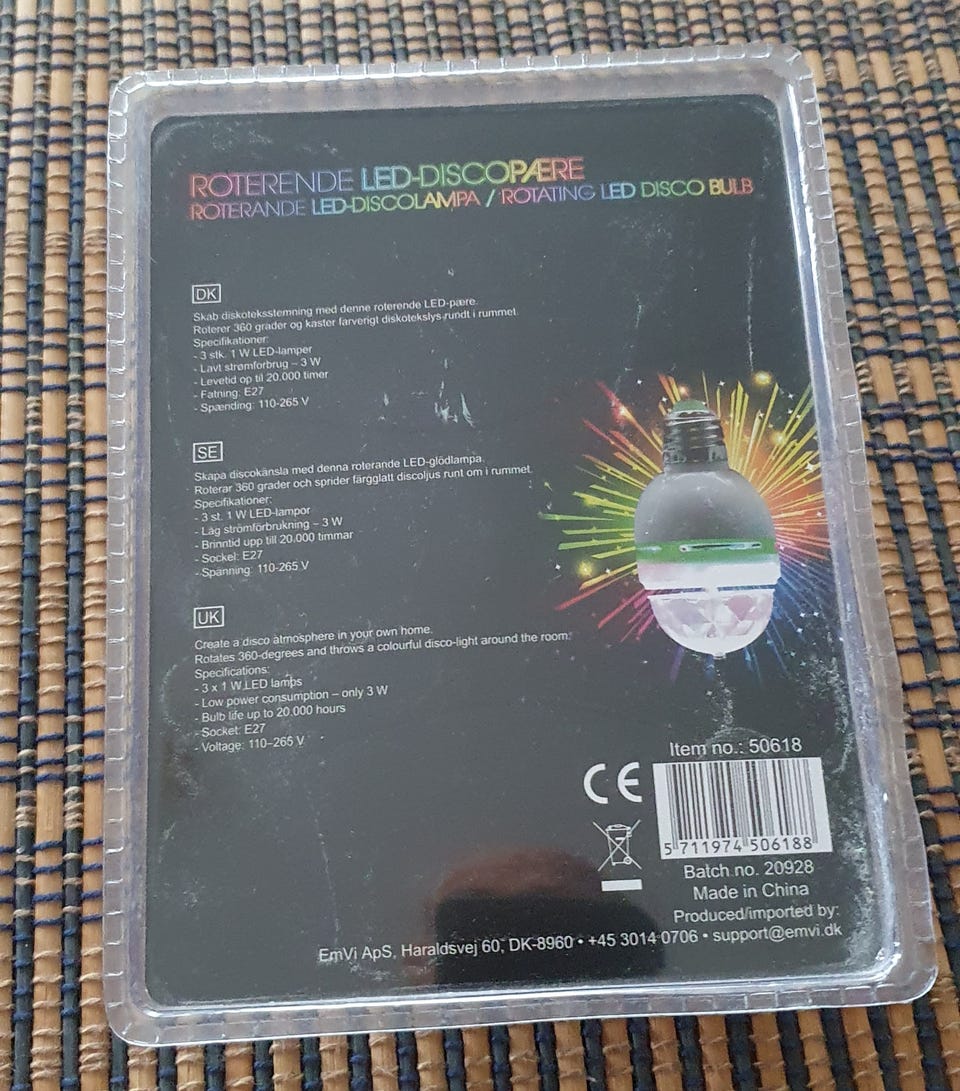 ROTERENDE LED-DISCOPÆRE
ROTERANDE LED-DISCOLAMPA / ROTATING LED DISCO BULB
DK
Skab diskoteksstemning med denne roterende LED-pære.
Roterer 360 grader og kaster farverigt diskotekslys rundt i rummet.
Specifikationer:
- 3 stk. 1 W LED-lamper
- Lavt strømforbrug – 3 W
- Levetid op til 20.000 timer
- Fatning: E27
- Spænding: 110-265 V
SE
Skapa discokänsla med denna roterande LED-glödlampa.
Roterar 360 grader och sprider färgglatt discoljus runt om i rummet.
Specifikationer:
- 3 st. 1 W LED-lampor
- Låg strömförbrukning – 3 W
- Brinntid upp till 20.000 timmar
- Sockel: E27
- Spänning: 110-265 V
UK
Create a disco atmosphere in your own home.
Rotates 360-degrees and throws a colourful disco-light around the room.
Specifications:
- 3 x 1 W LED lamps
- Low power consumption – only 3 W
- Bulb life up to 20.000 hours
- Socket: E27
- Voltage: 110–265 V
Item no.: 50618
CE
5 711974 506188
Batch no. 20928
Made in China
Produced/imported by:
EmVi ApS, Haraldsvej 60, DK-8960 • +45 3014 0706 • support@emvi.dk